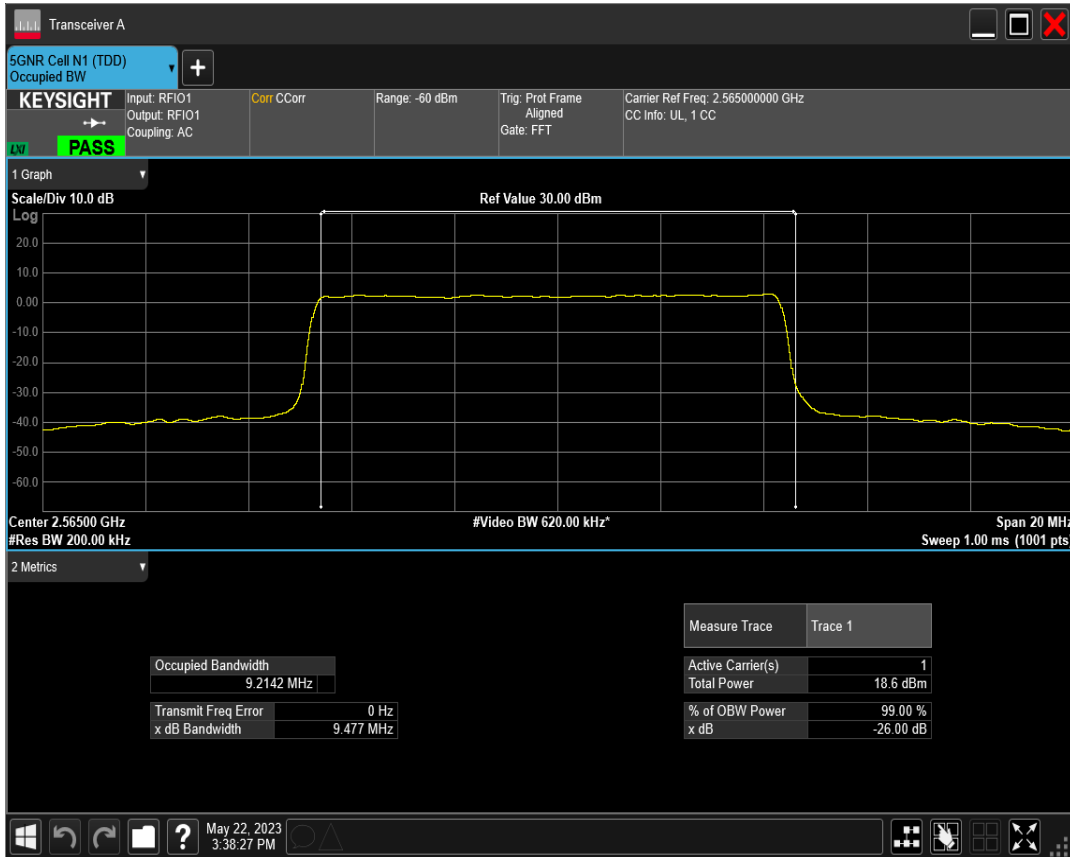 Transceiver A
5GNR Cell N1 (TDD)
Occupied BW
+
KEYSIGHT
LXI
PASS
Input: RFIO1
Output: RFIO1
Coupling: AC
Corr CCorr
Range: -60 dBm
Trig: Prot Frame
Aligned
Gate: FFT
Carrier Ref Freq: 2.565000000 GHz
CC Info: UL, 1 CC
1 Graph
Scale/Div 10.0 dB
Ref Value 30.00 dBm
Log
20.0
10.0
0.00
-10.0
-20.0
-30.0
-40.0
-50.0
-60.0
Center 2.56500 GHz
#Video BW 620.00 kHz*
Span 20 MHz
#Res BW 200.00 kHz
Sweep 1.00 ms (1001 pts)
2 Metrics
Measure Trace Trace 1
Occupied Bandwidth
9.2142 MHz
Active Carrier(s) 1
Total Power 18.6 dBm
Transmit Freq Error 0 Hz
x dB Bandwidth 9.477 MHz
% of OBW Power 99.00 %
x dB -26.00 dB
?
May 22, 2023
3:38:27 PM